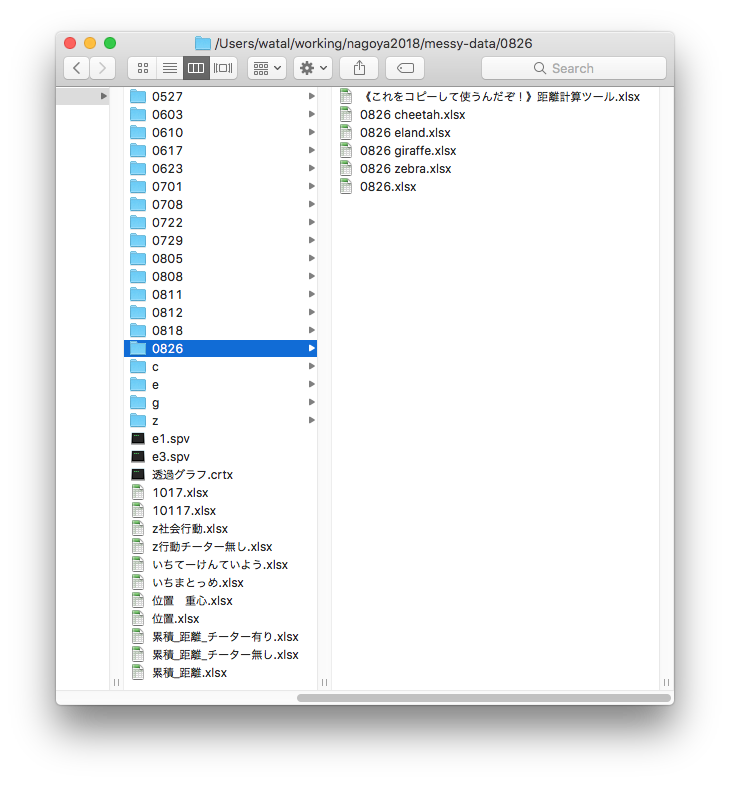 /Users/watal/working/nagoya2018/messy-data/0826
Search
0527
0603
0610
0617
0623
0701
0708
0722
0729
0805
0808
0811
0812
0818
0826
c
e
g
z
e1.spv
e3.spv
透過グラフ.crtx
1017.xlsx
10117.xlsx
z社会行動.xlsx
z行動チーター無し.xlsx
いちてーけんていよう.xlsx
いちまとっめ.xlsx
位置　重心.xlsx
位置.xlsx
累積_距離_チーター有り.xlsx
累積_距離_チーター無し.xlsx
累積_距離.xlsx
《これをコピーして使うんだぞ！》距離計算ツール.xlsx
0826 cheetah.xlsx
0826 eland.xlsx
0826 giraffe.xlsx
0826 zebra.xlsx
0826.xlsx